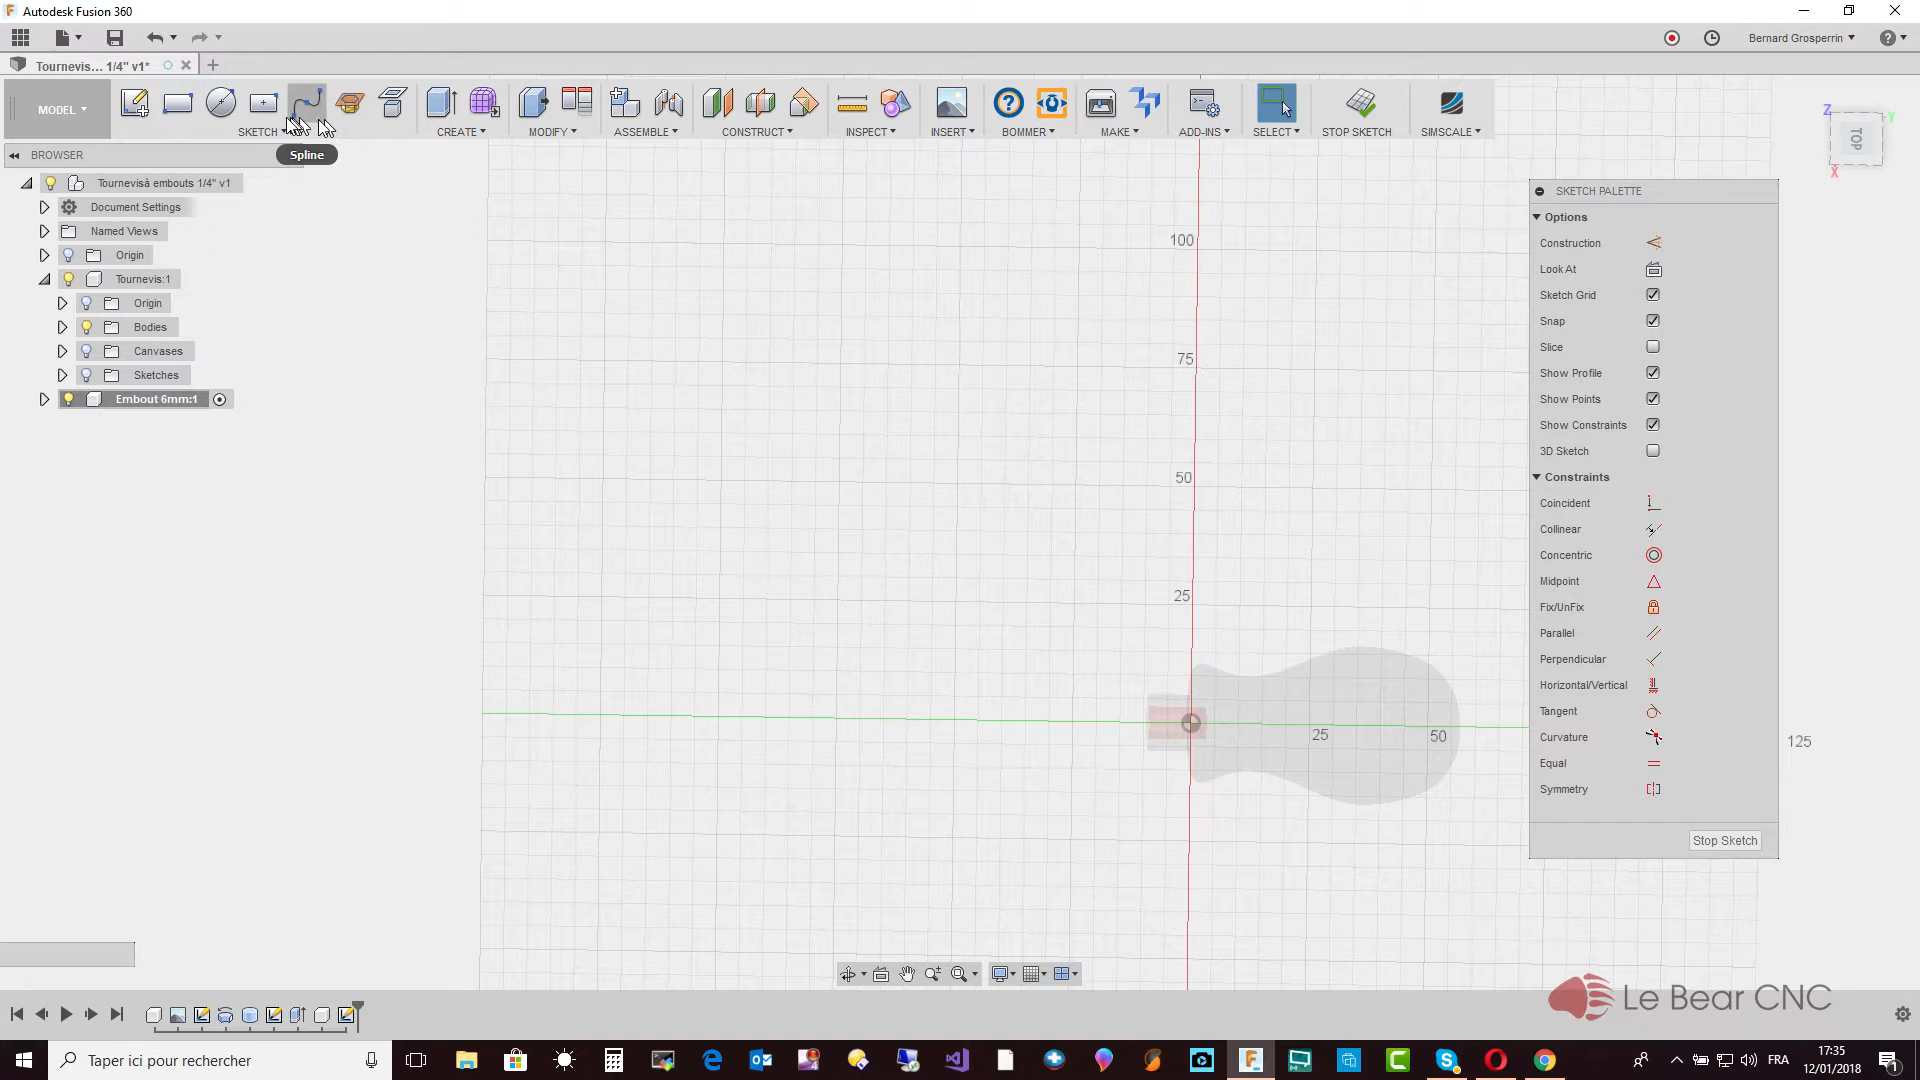 Autodesk Fusion 360
Bernard Grosperrin
Tournevis... 1/4" v1*
MODEL
SKETCH
CREATE
MODIFY
ASSEMBLE
CONSTRUCT
INSPECT
INSERT
BOMMER
MAKE
ADD-INS
SELECT
STOP SKETCH
SIMSCALE
BROWSER
Spline
Z
Y
TOP
X
Tournevisà embouts 1/4" v1
Document Settings
Named Views
Origin
Tournevis:1
Origin
Bodies
Canvases
Sketches
Embout 6mm:1
100
75
50
25
25
50
125
SKETCH PALETTE
Options
Construction
Look At
Sketch Grid
Snap
Slice
Show Profile
Show Points
Show Constraints
3D Sketch
Constraints
Coincident
Collinear
Concentric
Midpoint
Fix/UnFix
Parallel
Perpendicular
Horizontal/Vertical
Tangent
Curvature
Equal
Symmetry
Stop Sketch
Le Bear CNC
Taper ici pour rechercher
FRA
17:35
12/01/2018
1